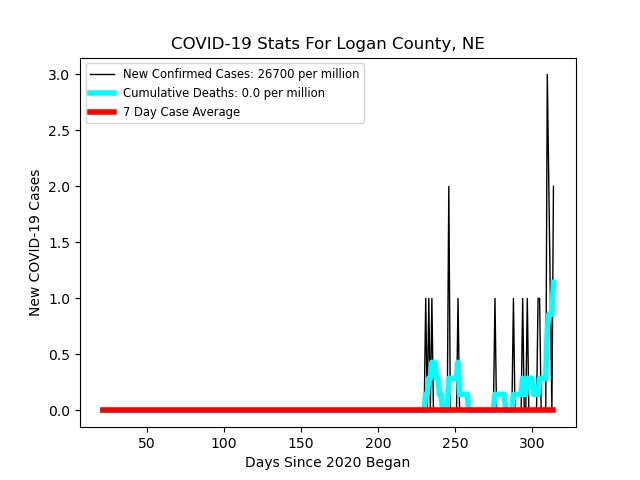 COVID-19 Stats For Logan County, NE
New Confirmed Cases: 26700 per million
Cumulative Deaths: 0.0 per million
7 Day Case Average
New COVID-19 Cases
3.0
2.5
2.0
1.5
1.0
0.5
0.0
50 100 150 200 250 300
Days Since 2020 Began